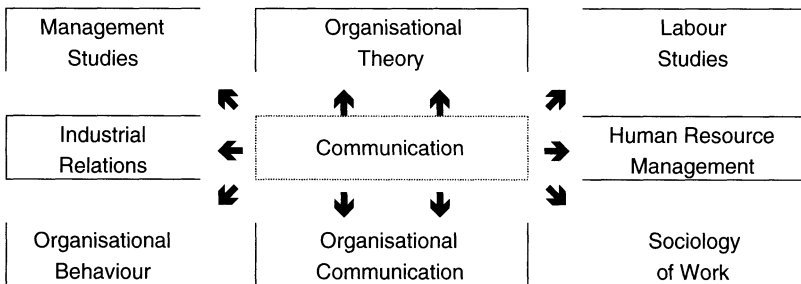 Management
Studies
Organisational
Theory
Labour
Studies
Industrial
Relations
Communication
Human Resource
Management
Organisational
Behaviour
Organisational
Communication
Sociology
of Work